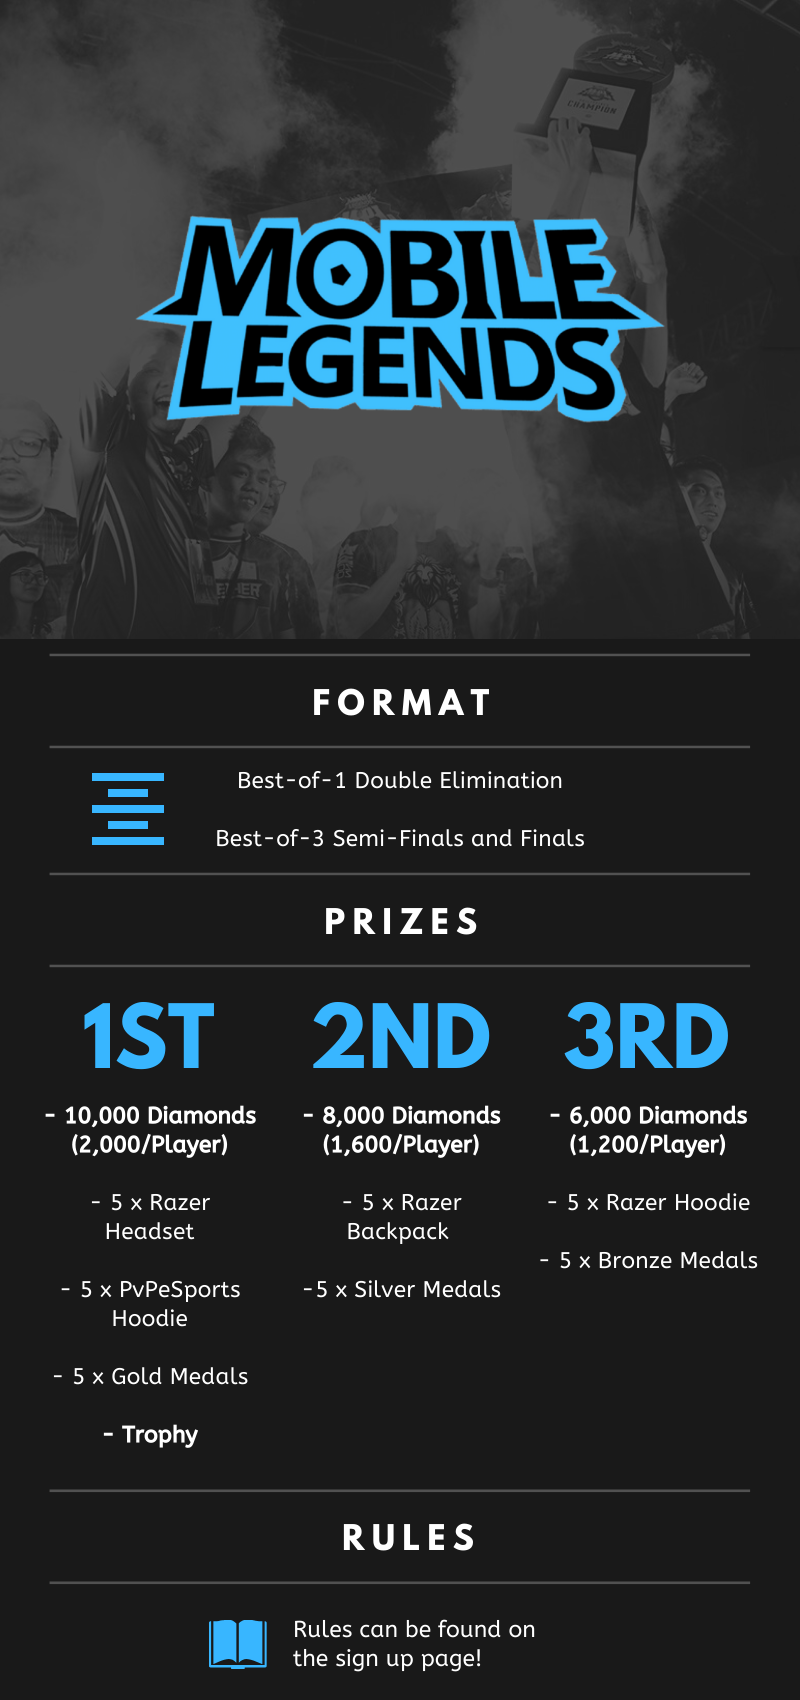 CHAMPION
MOBILE
LEGENDS
FORMAT
Best-of-1 Double Elimination
Best-of-3 Semi-Finals and Finals
PRIZES
1ST
- 10,000 Diamonds
(2,000/Player)
- 5 x Razer
Headset
- 5 x PvPeSports
Hoodie
- 5 x Gold Medals
- Trophy
2ND
- 8,000 Diamonds
(1,600/Player)
- 5 x Razer
Backpack
-5 x Silver Medals
3RD
- 6,000 Diamonds
(1,200/Player)
- 5 x Razer Hoodie
- 5 x Bronze Medals
RULES
Rules can be found on
the sign up page!